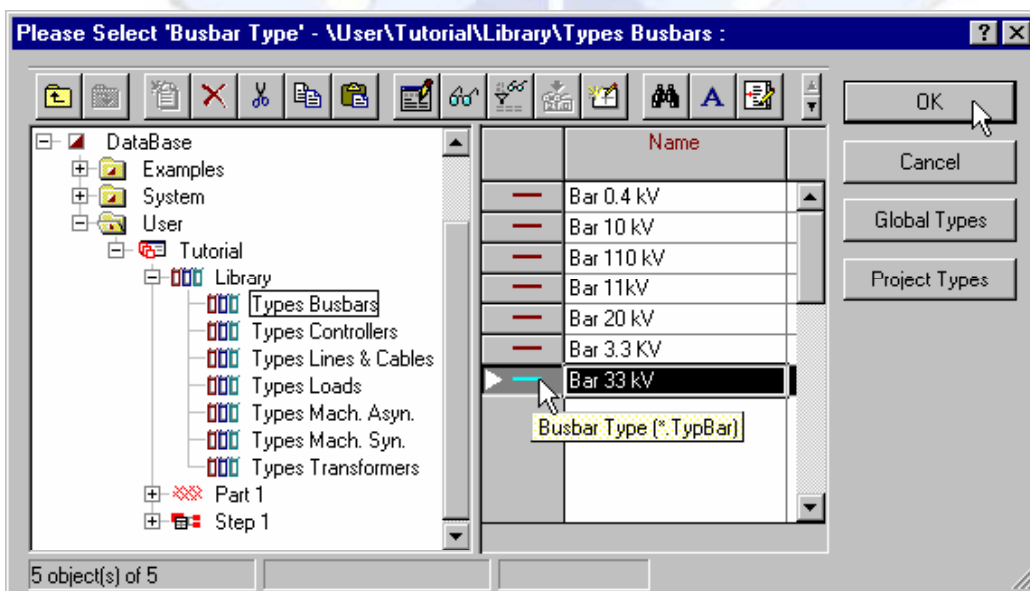 Please Select 'Busbar Type' - \User\Tutorial\Library\Types Busbars :
OK
Cancel
Global Types
Project Types
DataBase
Examples
System
User
Tutorial
Library
Types Busbars
Types Controllers
Types Lines & Cables
Types Loads
Types Mach. Asyn.
Types Mach. Syn.
Types Transformers
Part 1
Step 1
Name
Bar 0.4 kV
Bar 10 kV
Bar 110 kV
Bar 11kV
Bar 20 kV
Bar 3.3 KV
Bar 33 kV
Busbar Type (*.TypBar)
5 object(s) of 5